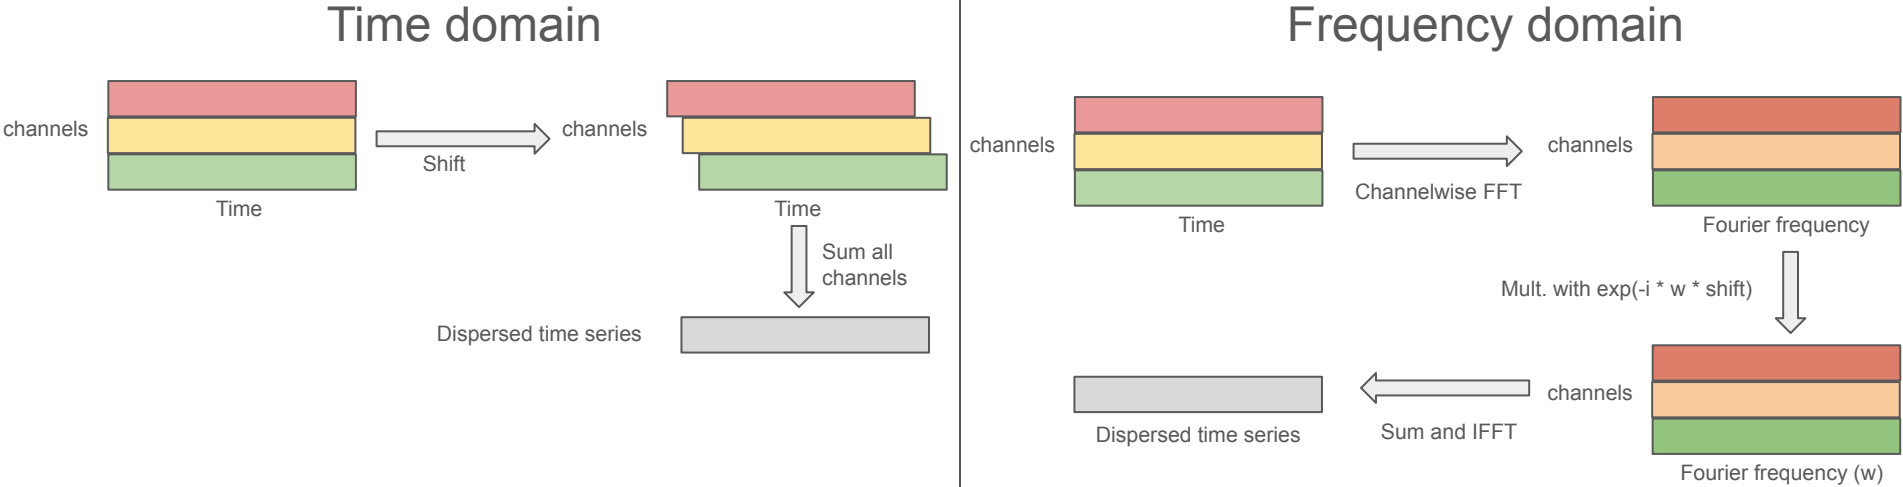 Time domain
channels
Shift
Time
channels
Time
Sum all
channels
Dispersed time series
Frequency domain
channels
Time
Channelwise FFT
channels
Fourier frequency
Mult. with exp(-i * w * shift)
channels
Fourier frequency (w)
Sum and IFFT
Dispersed time series